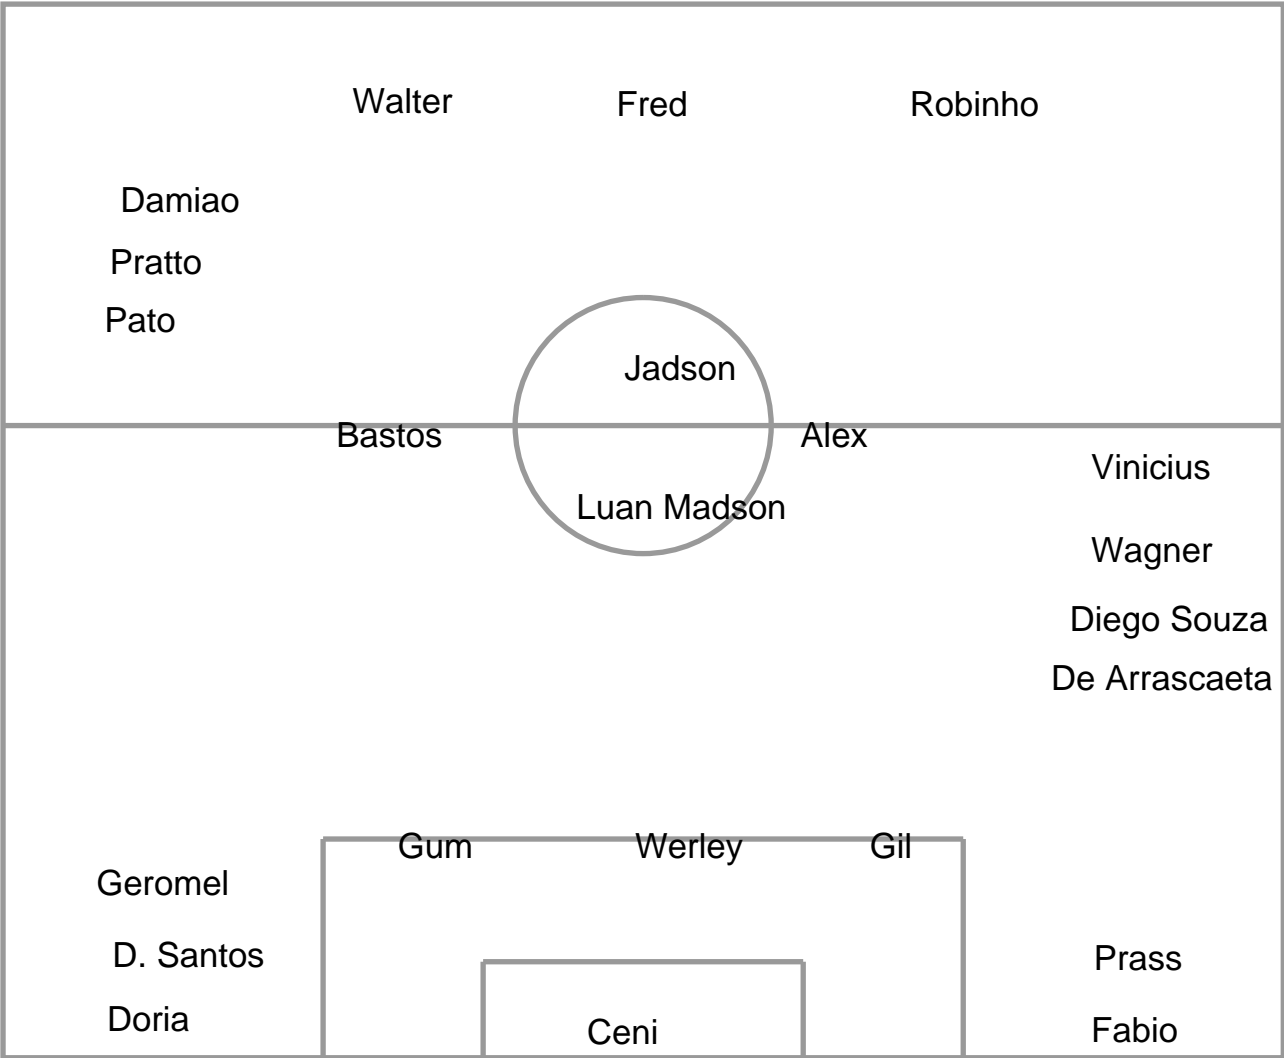 Walter
Fred
Robinho
Damiao
Pratto
Pato
Jadson
Bastos
Alex
Vinicius
Luan Madson
Wagner
Diego Souza
De Arrascaeta
Gum
Werley
Gil
Geromel
D. Santos
Prass
Doria
Ceni
Fabio